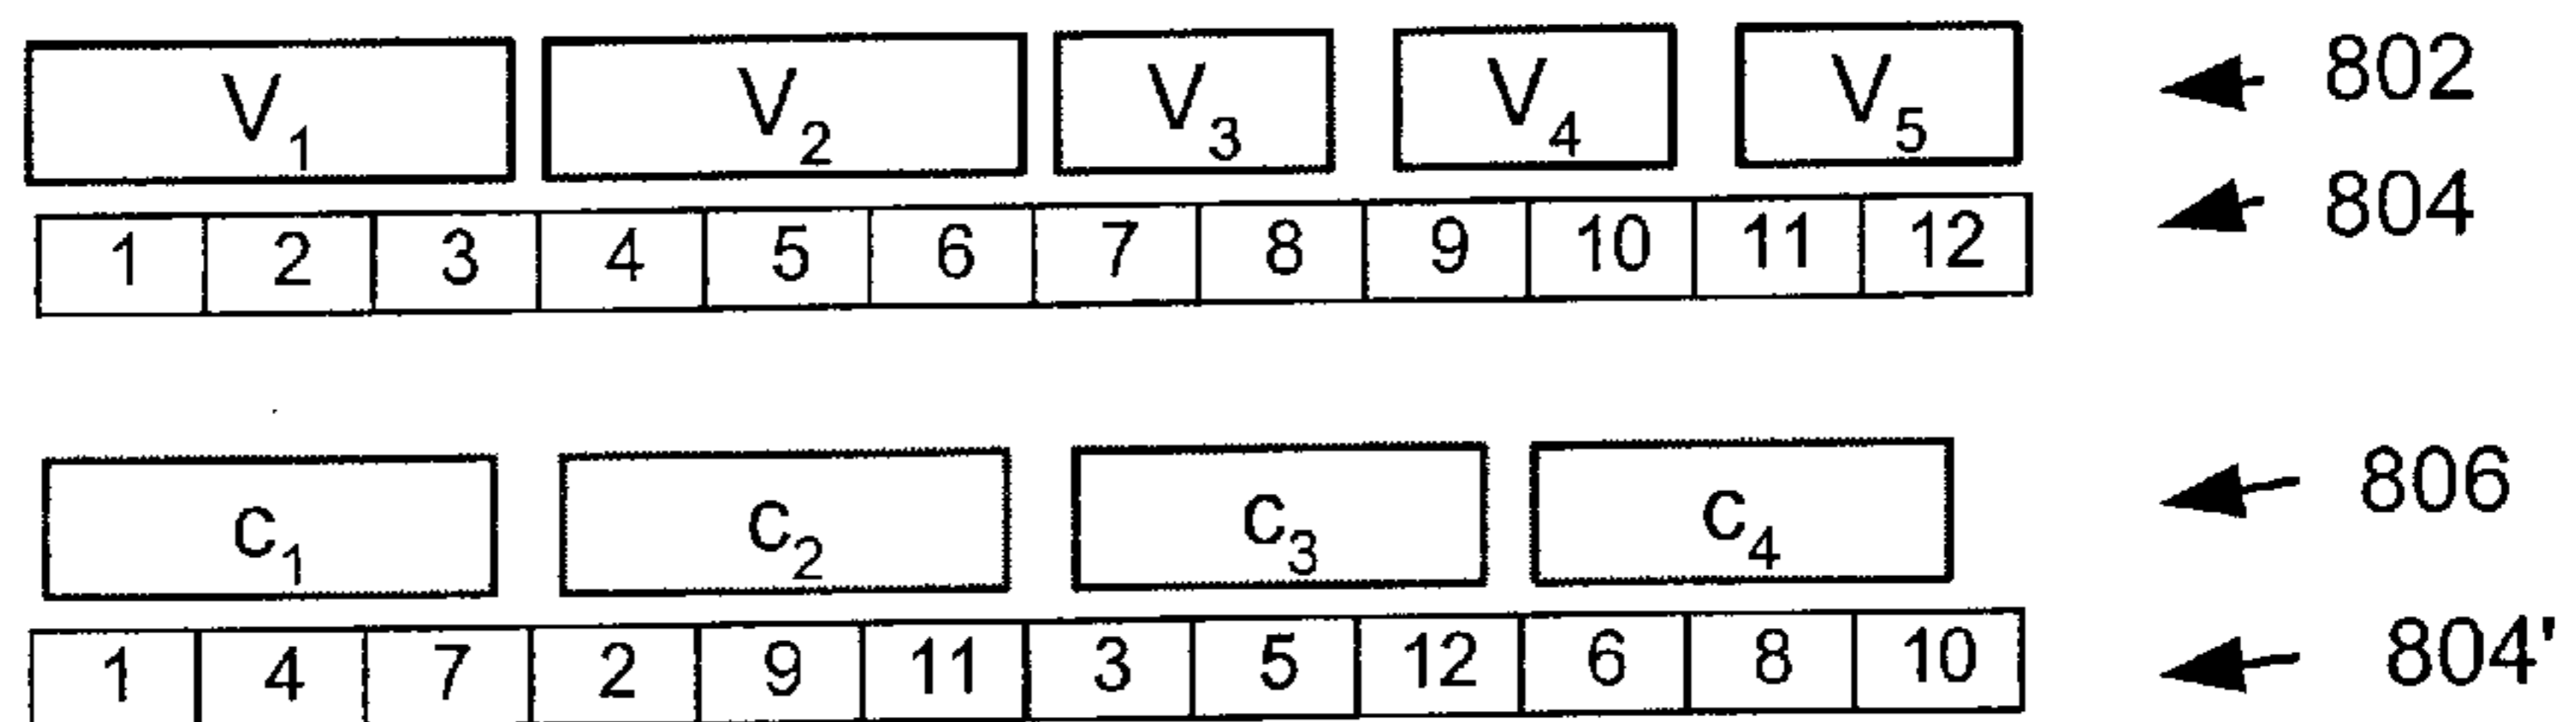 V₁ V₂ V₃ V₄ V₅ 802
1 2 3 4 5 6 7 8 9 10 11 12 804
c₁ c₂ c₃ c₄ 806
1 4 7 2 9 11 3 5 12 6 8 10 804'